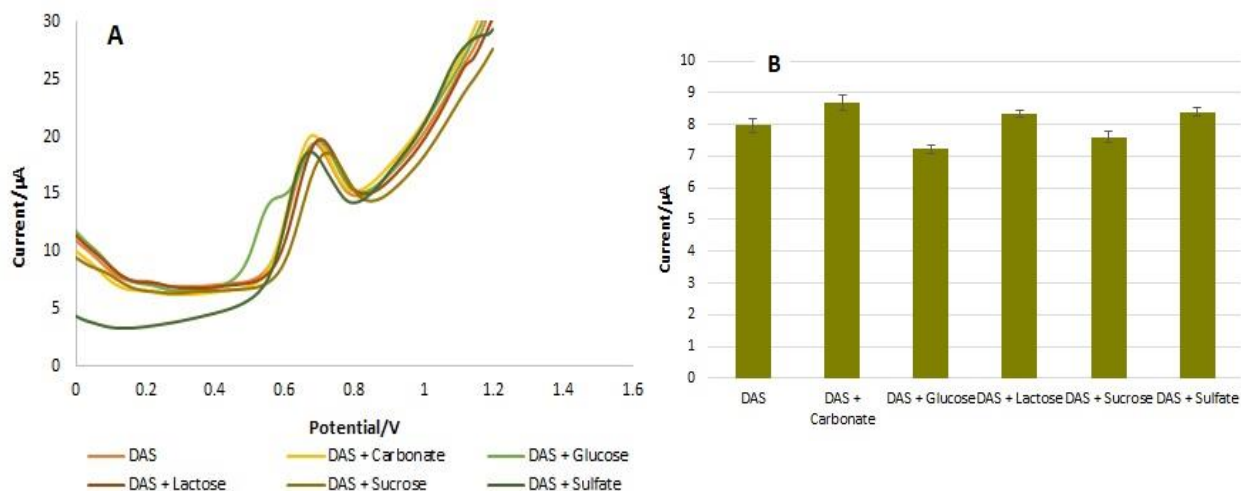 A
30
25
20
15
10
5
0
Current/µA
0 0.2 0.4 0.6 0.8 1 1.2 1.4 1.6
Potential/V
DAS DAS + Carbonate DAS + Glucose
DAS + Lactose DAS + Sucrose DAS + Sulfate
B
10
9
8
7
6
5
4
3
2
1
0
Current/µA
DAS DAS + Carbonate DAS + Glucose DAS + Lactose DAS + Sucrose DAS + Sulfate